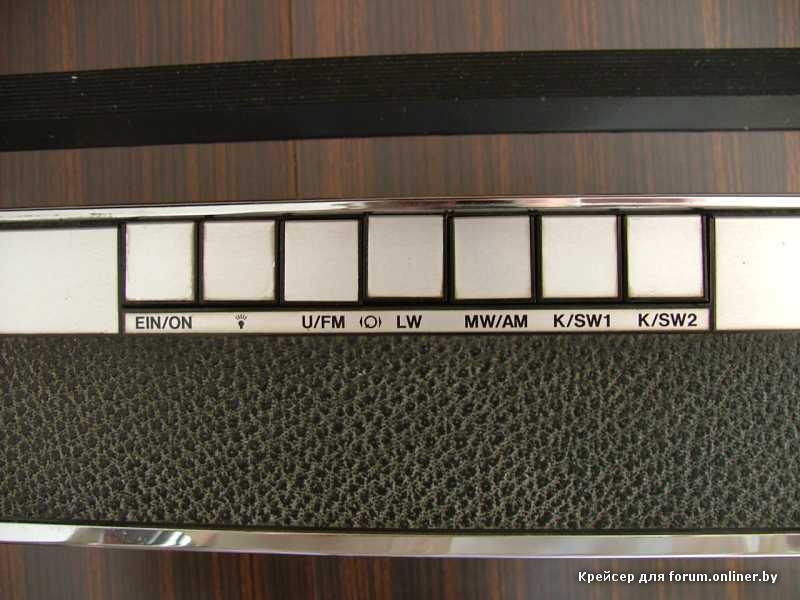 EIN/ON U/FM LW MW/AM K/SW1 K/SW2
Крейсер для forum.onliner.by